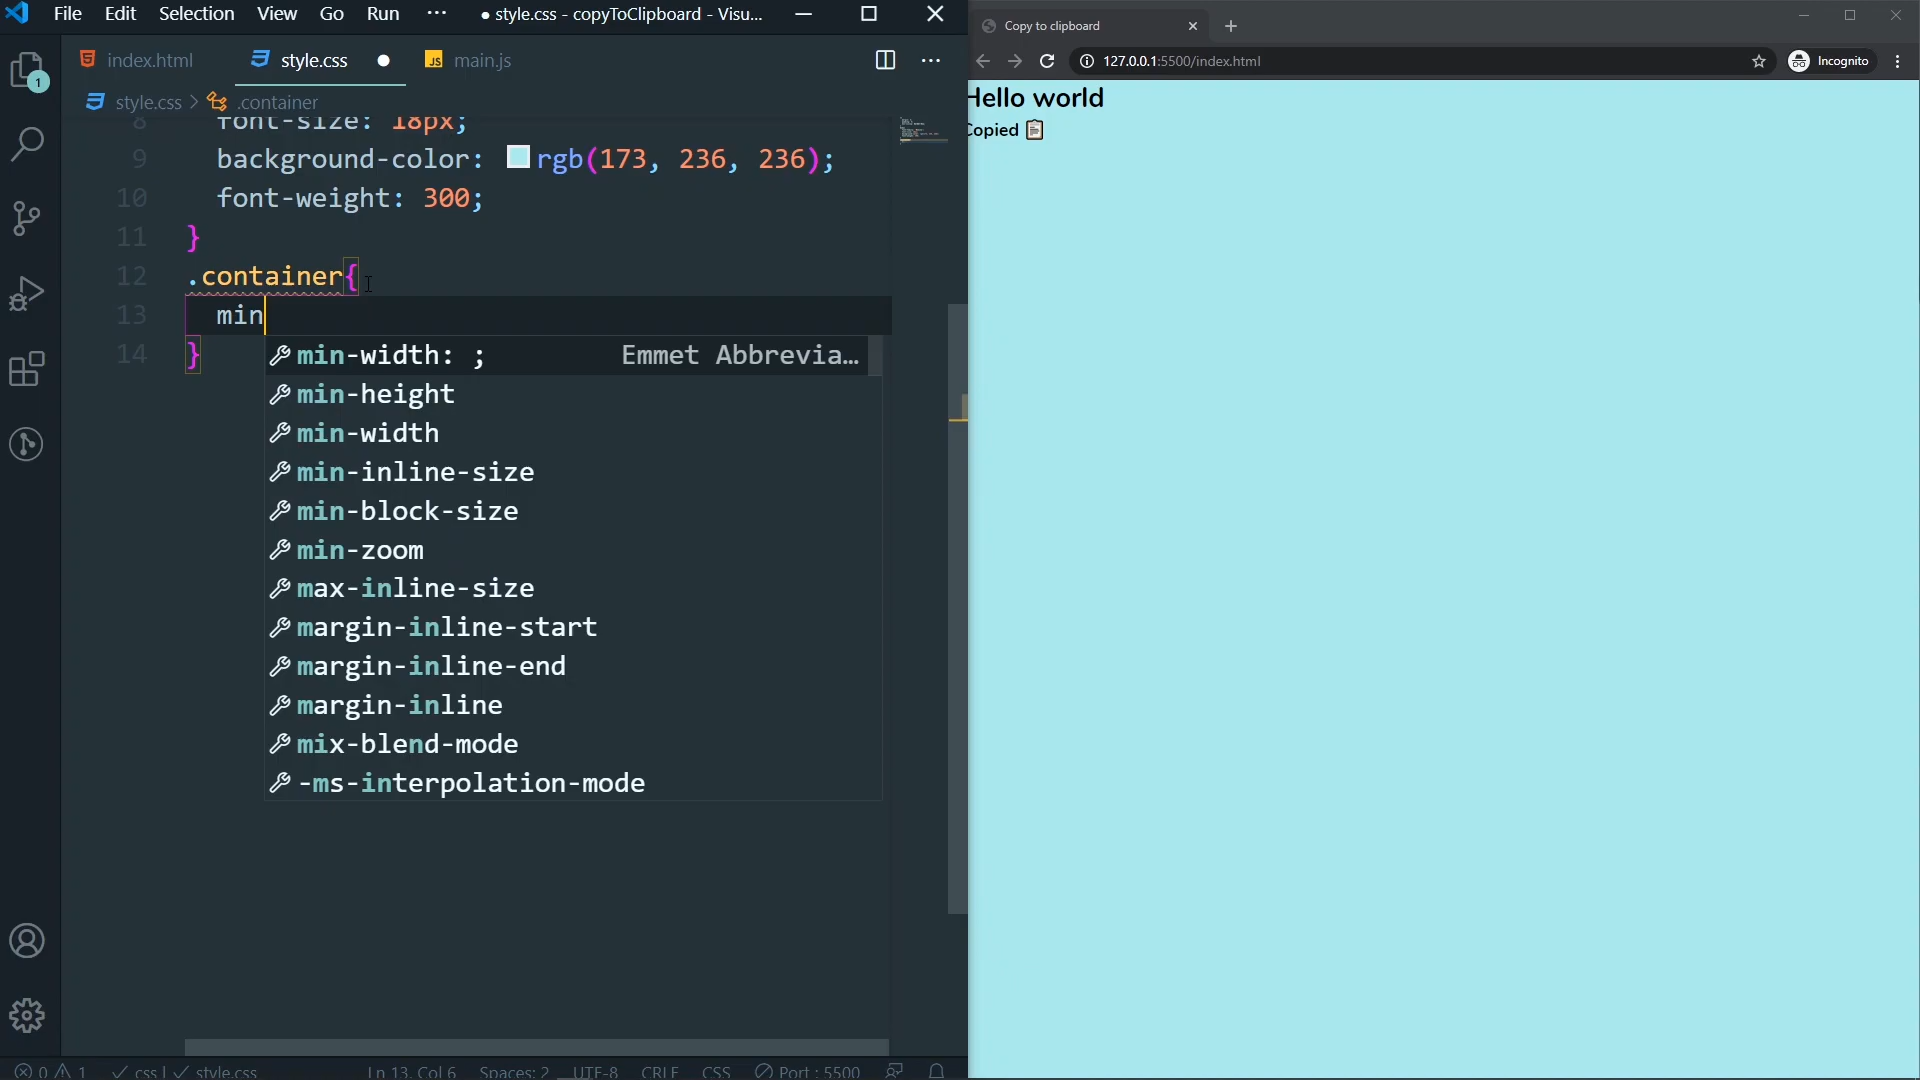 File Edit Selection View Go Run ··· ● style.css - copyToClipboard - Visu...
1
index.html
style.css ●
JS main.js
style.css > .container
8 font-size: 18px;
9 background-color: rgb(173, 236, 236);
10 font-weight: 300;
11 }
12 .container{
13 min
14 }
min-width: ; Emmet Abbrevia...
min-height
min-width
min-inline-size
min-block-size
min-zoom
max-inline-size
margin-inline-start
margin-inline-end
margin-inline
mix-blend-mode
-ms-interpolation-mode
0 1 css | style.css Ln 13, Col 6 Spaces: 2 UTF-8 CRLF CSS Port : 5500
Copy to clipboard
127.0.0.1:5500/index.html
Incognito
Hello world
Copied 📋